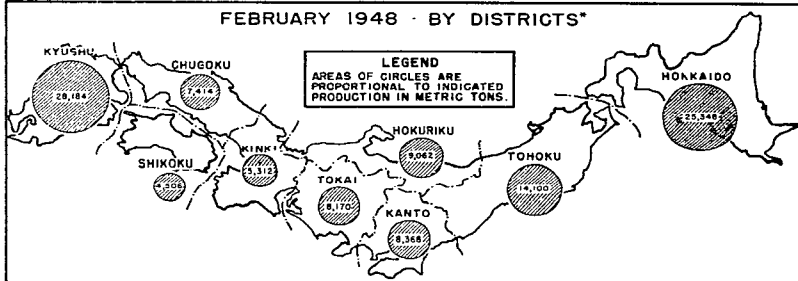 FEBRUARY 1948 - BY DISTRICTS*
KYUSHU
28,184
CHUGOKU
7,414
LEGEND
AREAS OF CIRCLES ARE
PROPORTIONAL TO INDICATED
PRODUCTION IN METRIC TONS.
HOKKAIDO
25,348
HOKURIKU
9,062
SHIKOKU
4,506
KINKI
5,312
TOKAI
8,170
TOHOKU
14,100
KANTO
8,368